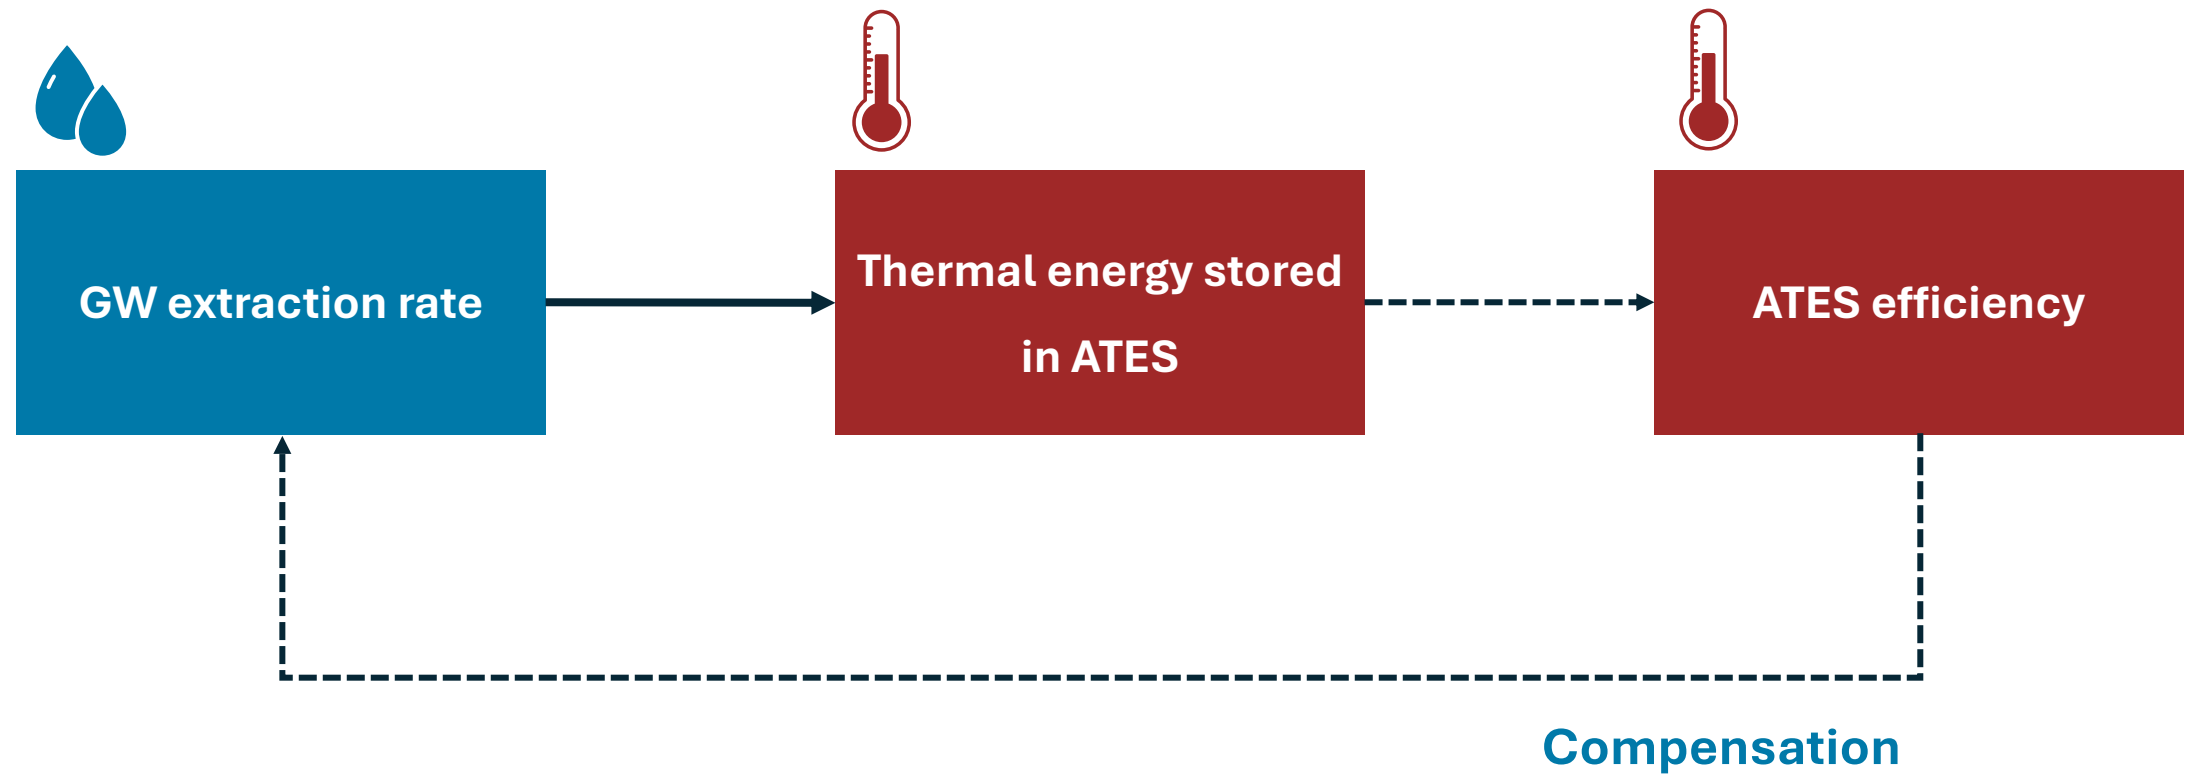 GW extraction rate
Thermal energy stored
in ATES
ATES efficiency
Compensation